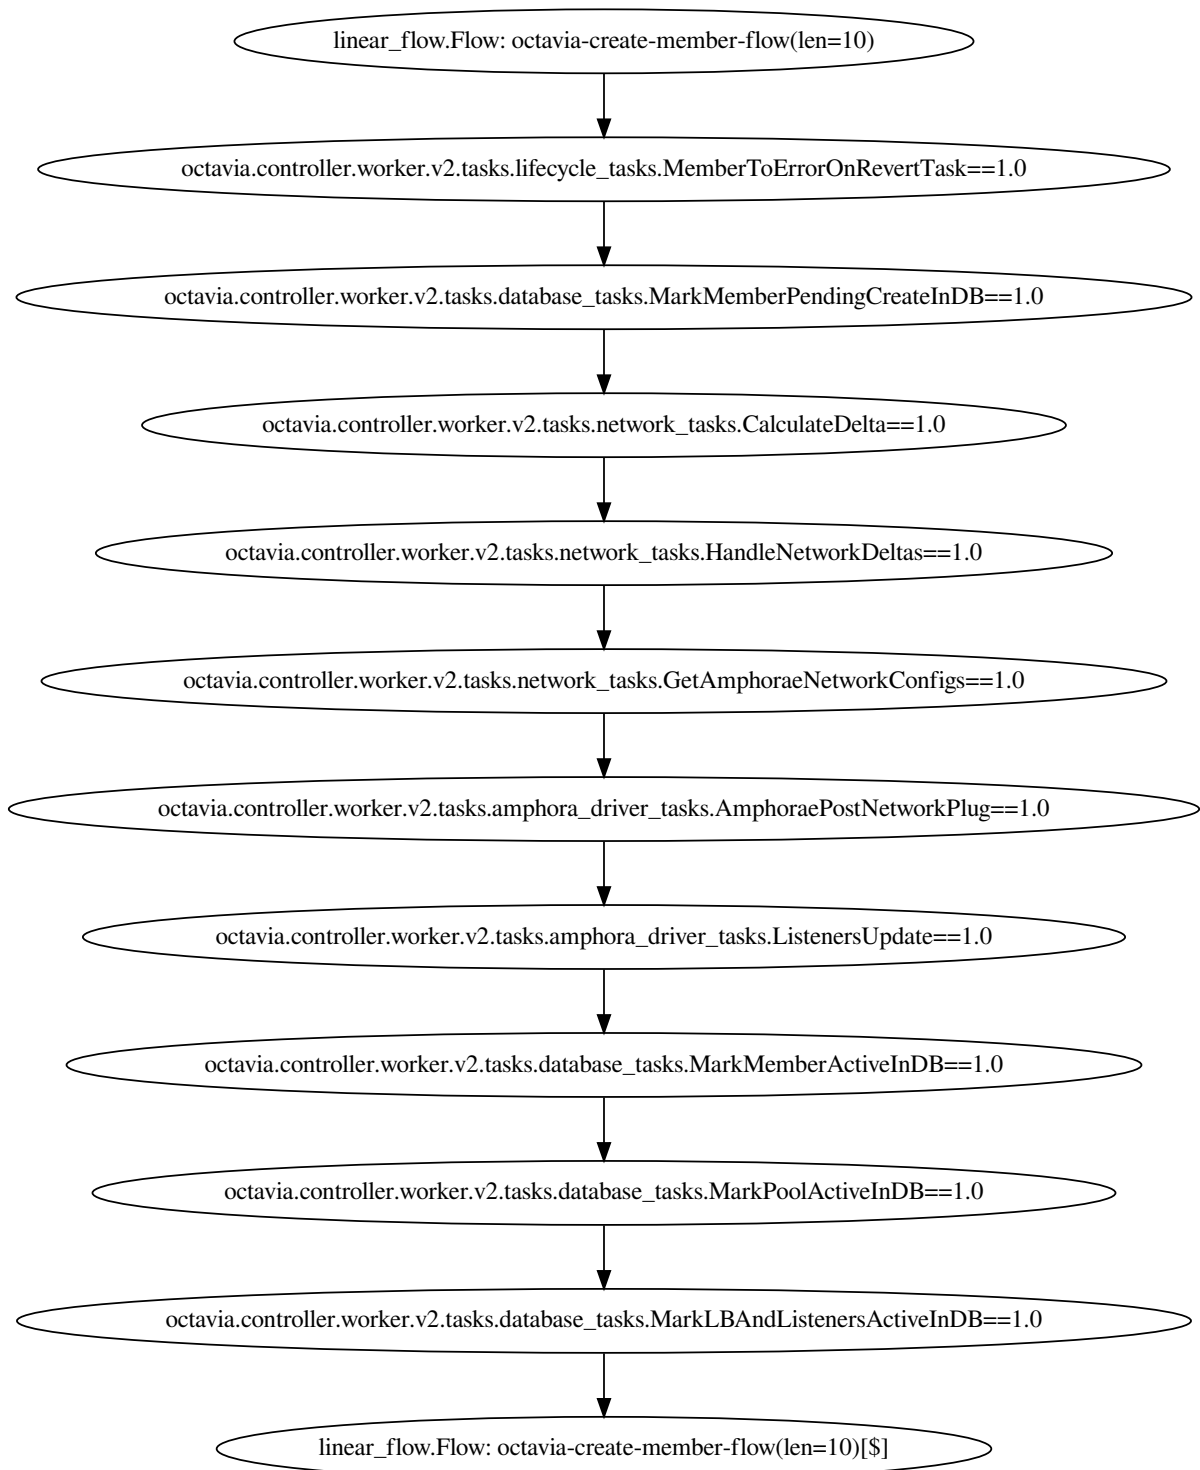 linear_flow.Flow: octavia-create-member-flow(len=10)
octavia.controller.worker.v2.tasks.lifecycle_tasks.MemberToErrorOnRevertTask==1.0
octavia.controller.worker.v2.tasks.database_tasks.MarkMemberPendingCreateInDB==1.0
octavia.controller.worker.v2.tasks.network_tasks.CalculateDelta==1.0
octavia.controller.worker.v2.tasks.network_tasks.HandleNetworkDeltas==1.0
octavia.controller.worker.v2.tasks.network_tasks.GetAmphoraeNetworkConfigs==1.0
octavia.controller.worker.v2.tasks.amphora_driver_tasks.AmphoraePostNetworkPlug==1.0
octavia.controller.worker.v2.tasks.amphora_driver_tasks.ListenersUpdate==1.0
octavia.controller.worker.v2.tasks.database_tasks.MarkMemberActiveInDB==1.0
octavia.controller.worker.v2.tasks.database_tasks.MarkPoolActiveInDB==1.0
octavia.controller.worker.v2.tasks.database_tasks.MarkLBAndListenersActiveInDB==1.0
linear_flow.Flow: octavia-create-member-flow(len=10)[$]